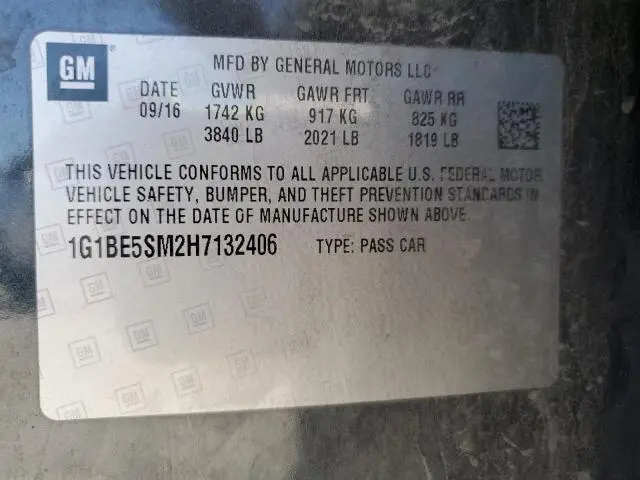 GM
MFD BY GENERAL MOTORS LLC
DATE GVWR GAWR FRT GAWR RR
09/16 1742 KG 917 KG 825 KG
3840 LB 2021 LB 1819 LB
THIS VEHICLE CONFORMS TO ALL APPLICABLE U.S. FEDERAL MOTOR
VEHICLE SAFETY, BUMPER, AND THEFT PREVENTION STANDARDS IN
EFFECT ON THE DATE OF MANUFACTURE SHOWN ABOVE.
1G1BE5SM2H7132406 TYPE: PASS CAR